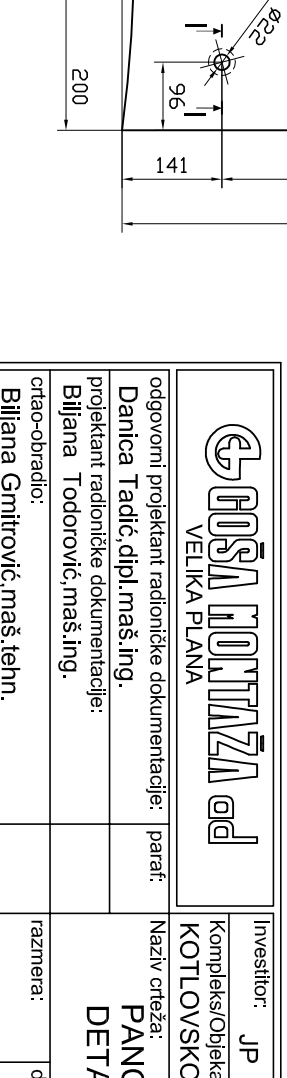 Ø22
I
I
96
200
141
GOŠA MONTAŽA ad
VELIKA PLANA
odgovorni projektant radioničke dokumentacije:
paraf:
Danica Tadić,dipl.maš.ing.
projektant radioničke dokumentacije:
Biljana Todorović,maš.ing.
crtao-obradio:
Biljana Gmitrović,maš.tehn.
Investitor:
JP
Kompleks/Objeka
KOTLOVSKO
Naziv crteža:
DETA
razmera: